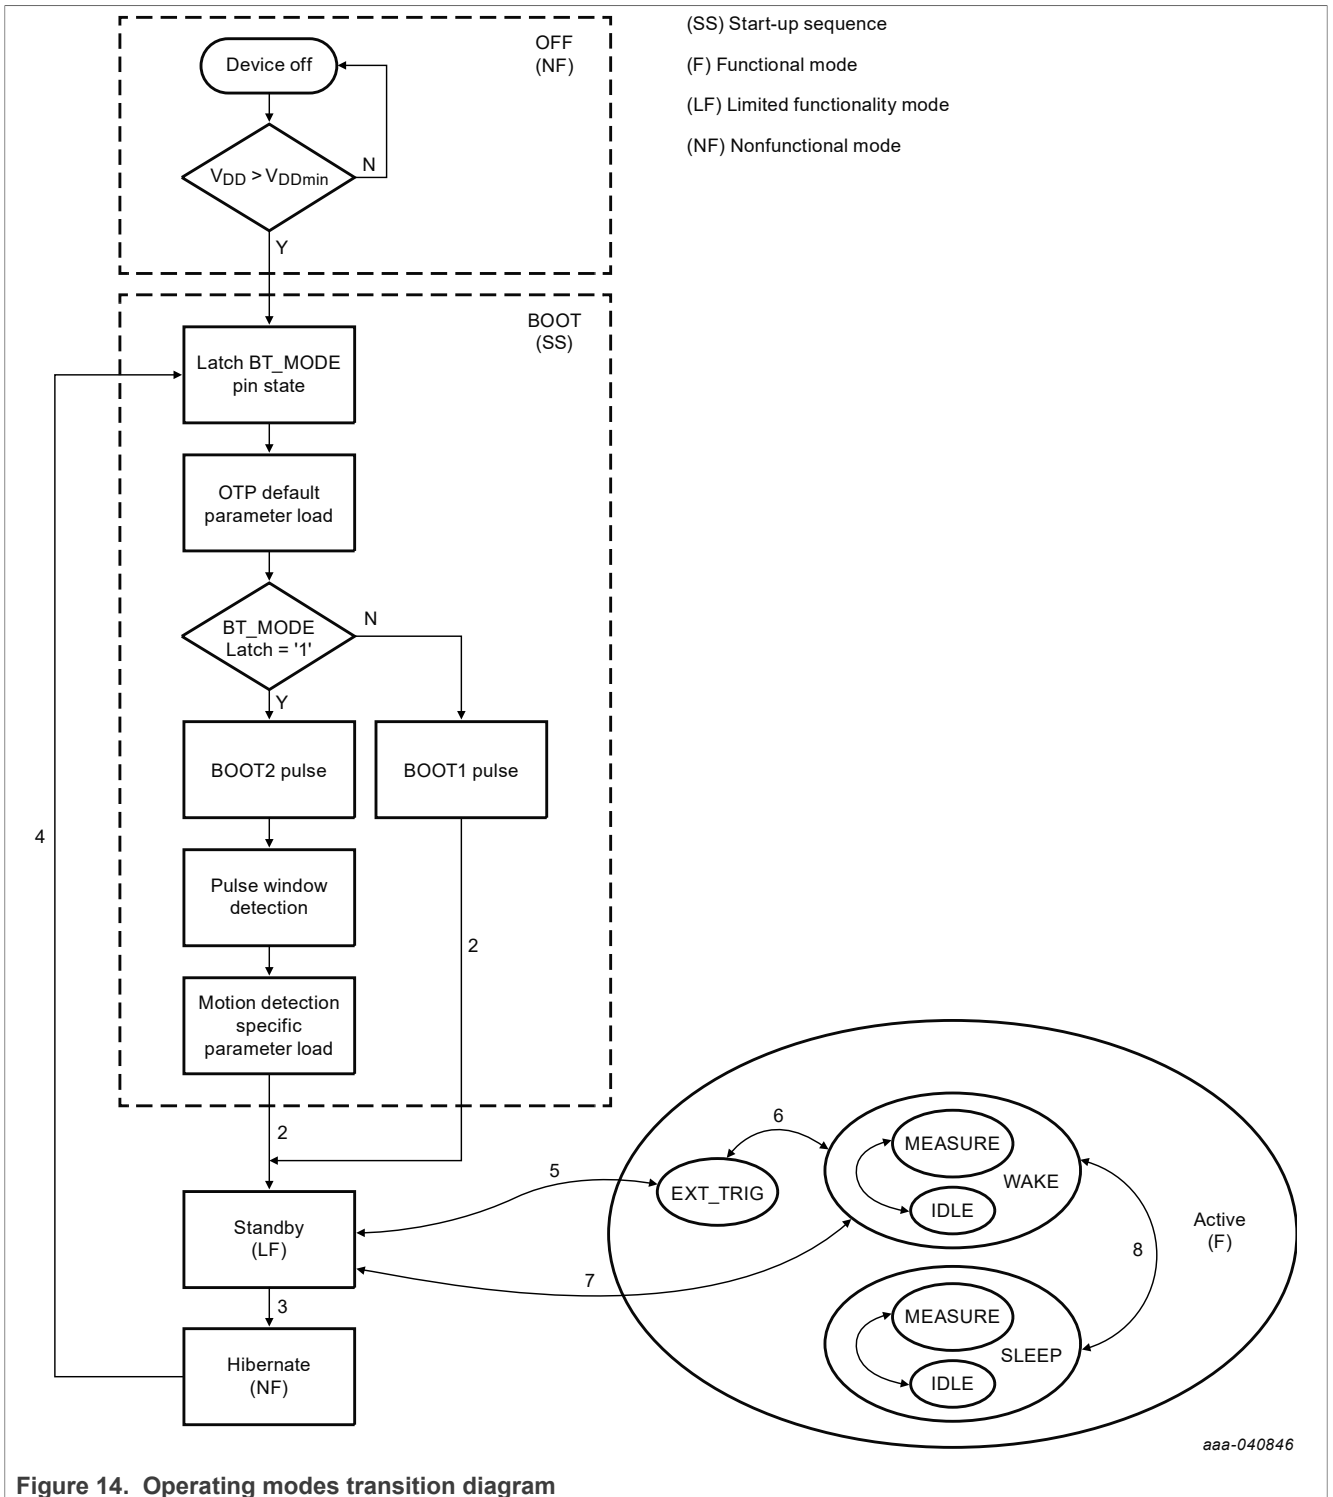 (SS) Start-up sequence
(F) Functional mode
(LF) Limited functionality mode
(NF) Nonfunctional mode
OFF
(NF)
Device off
VDD > VDDmin
N
Y
BOOT
(SS)
Latch BT_MODE
pin state
OTP default
parameter load
BT_MODE
Latch = '1'
N
Y
BOOT2 pulse
BOOT1 pulse
4
Pulse window
detection
2
Motion detection
specific
parameter load
2
Standby
(LF)
3
Hibernate
(NF)
5
6
7
EXT_TRIG
MEASURE
WAKE
IDLE
Active
(F)
8
MEASURE
SLEEP
IDLE
aaa-040846
Figure 14. Operating modes transition diagram